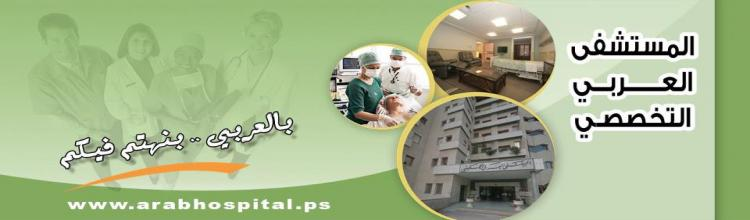 المستشفى
العربي
التخصصي
بالعربي .. بنهتم فيكم
www.arabhospital.ps